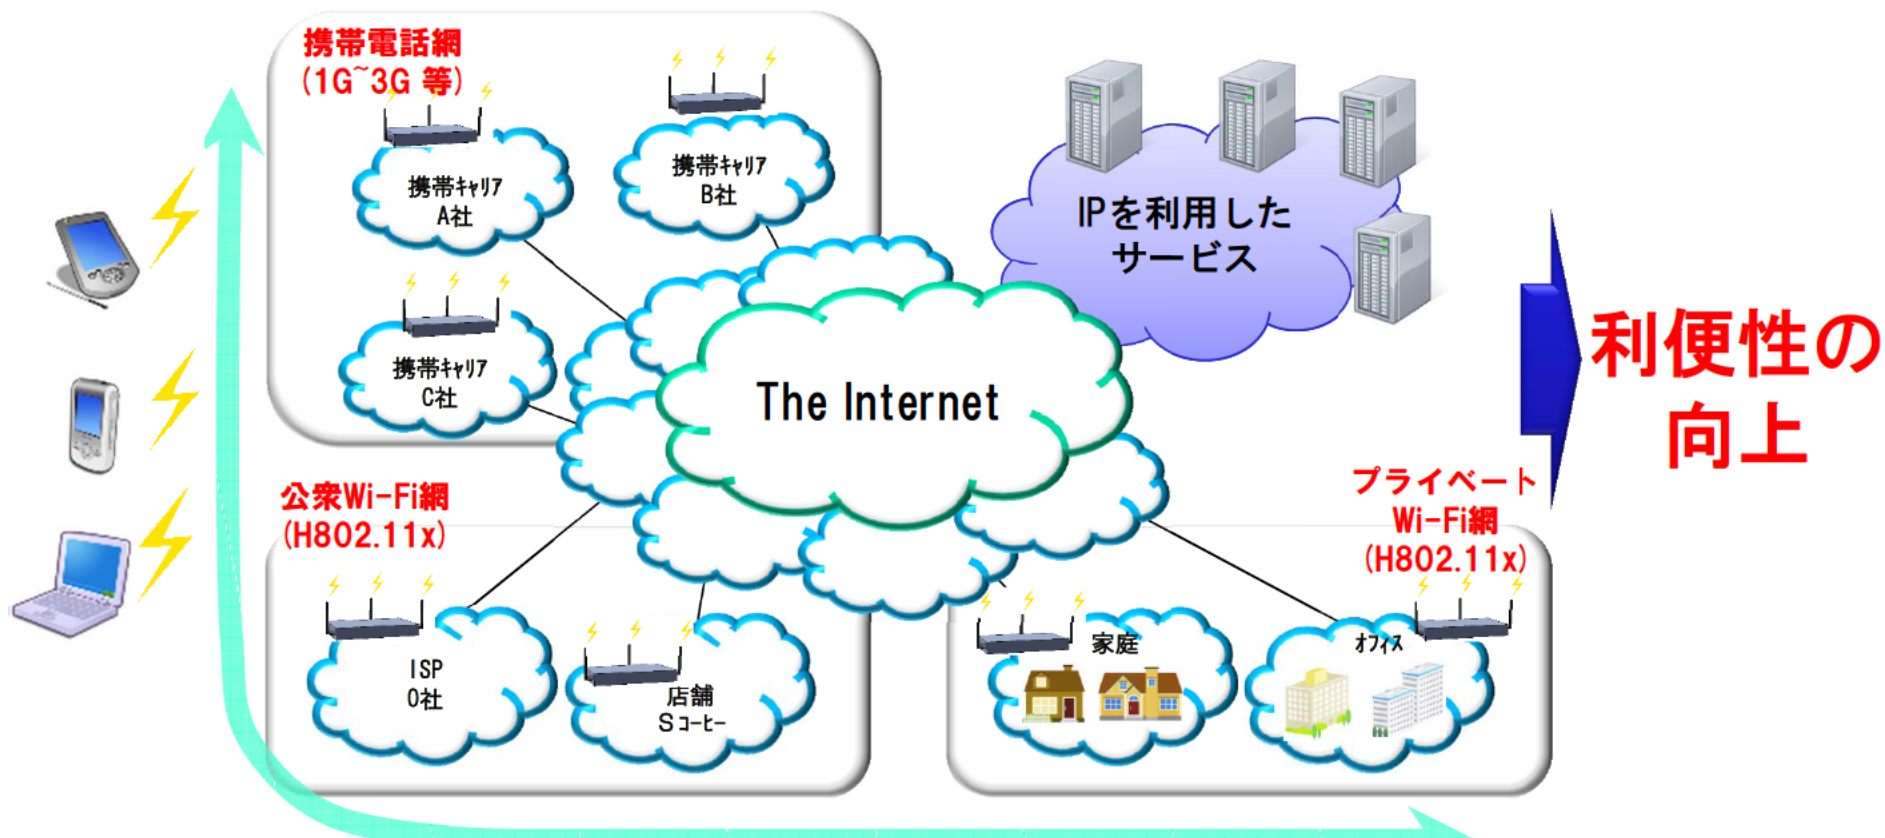 携帯電話網
(1G~3G 等)
携帯ｷｬﾘｱ
A社
携帯ｷｬﾘｱ
B社
携帯ｷｬﾘｱ
C社
IPを利用した
サービス
The Internet
利便性の
向上
公衆Wi-Fi網
(H802.11x)
ISP
O社
店舗
Sｺｰﾋｰ
プライベート
Wi-Fi網
(H802.11x)
家庭
ｵﾌｨｽ